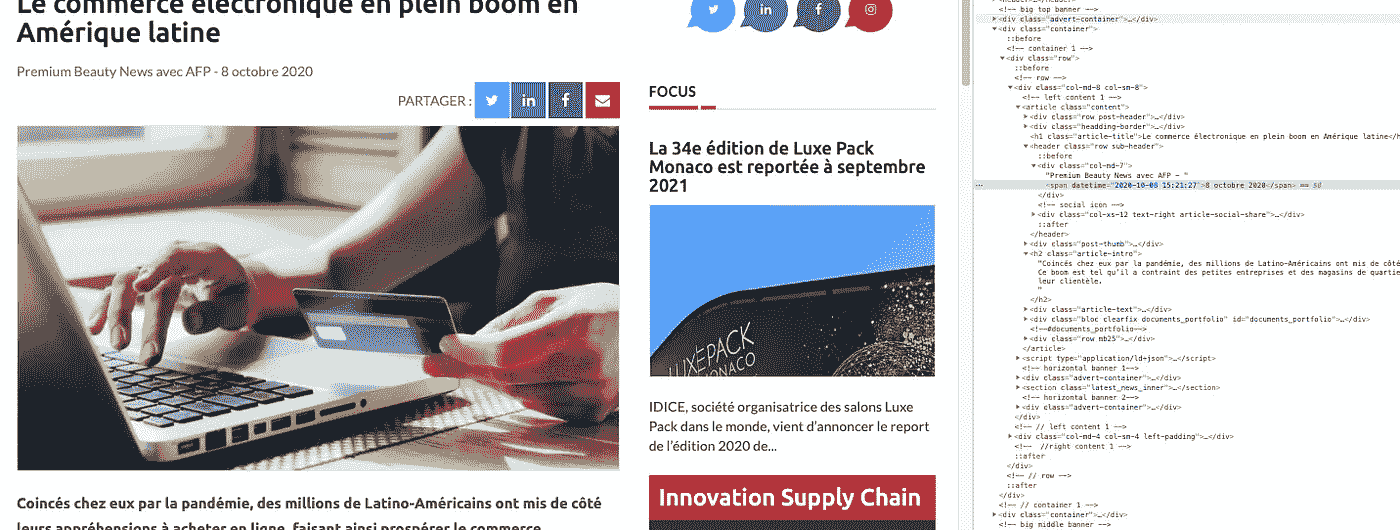 Le commerce électronique en plein boom en
Amérique latine
Premium Beauty News avec AFP - 8 octobre 2020
PARTAGER :
Coincés chez eux par la pandémie, des millions de Latino-Américains ont mis de côté
leurs appréhensions à acheter en ligne, faisant ainsi prospérer le commerce
FOCUS
La 34e édition de Luxe Pack
Monaco est reportée à septembre
2021
LUXEPACK
MONACO
IDICE, société organisatrice des salons Luxe
Pack dans le monde, vient d'annoncer le report
de l'édition 2020 de...
Innovation Supply Chain
<!-- big top banner -->
<div class="advert-container">…</div>
<div class="container">
::before
<!-- container 1 -->
<div class="row">
::before
<!-- row -->
<div class="col-md-8 col-sm-8">
<!-- left content 1 -->
<article class="content">
<div class="row post-header">…</div>
<div class="headding-border">…</div>
<h1 class="article-title">Le commerce électronique en plein boom en Amérique latine</h
<header class="row sub-header">
::before
<div class="col-md-7">
"Premium Beauty News avec AFP - "
<span datetime="2020-10-08 15:21:27">8 octobre 2020</span> == $0
</div>
<!-- social icon -->
<div class="col-xs-12 text-right article-social-share">…</div>
::after
</header>
<div class="post-thumb">…</div>
<h2 class="article-intro">
"Coincés chez eux par la pandémie, des millions de Latino-Américains ont mis de côté
Ce boom est tel qu'il a contraint des petites entreprises et des magasins de quartie
leur clientèle.
"
</h2>
<div class="article-text">…</div>
<div class="bloc clearfix documents_portfolio" id="documents_portfolio">…</div>
<!--#documents_portfolio-->
<div class="row mb25">…</div>
</article>
<script type="application/ld+json">…</script>
<!-- horizontal banner 1-->
<div class="advert-container">…</div>
<section class="latest_news_inner">…</section>
<!-- horizontal banner 2-->
<div class="advert-container">…</div>
</div>
<!-- // left content 1 -->
<div class="col-md-4 col-sm-4 left-padding">…</div>
<!-- //right content 1 -->
::after
</div>
<!-- // row -->
::after
</div>
<!-- // container 1 -->
<div class="container">…</div>
<!-- big middle banner -->